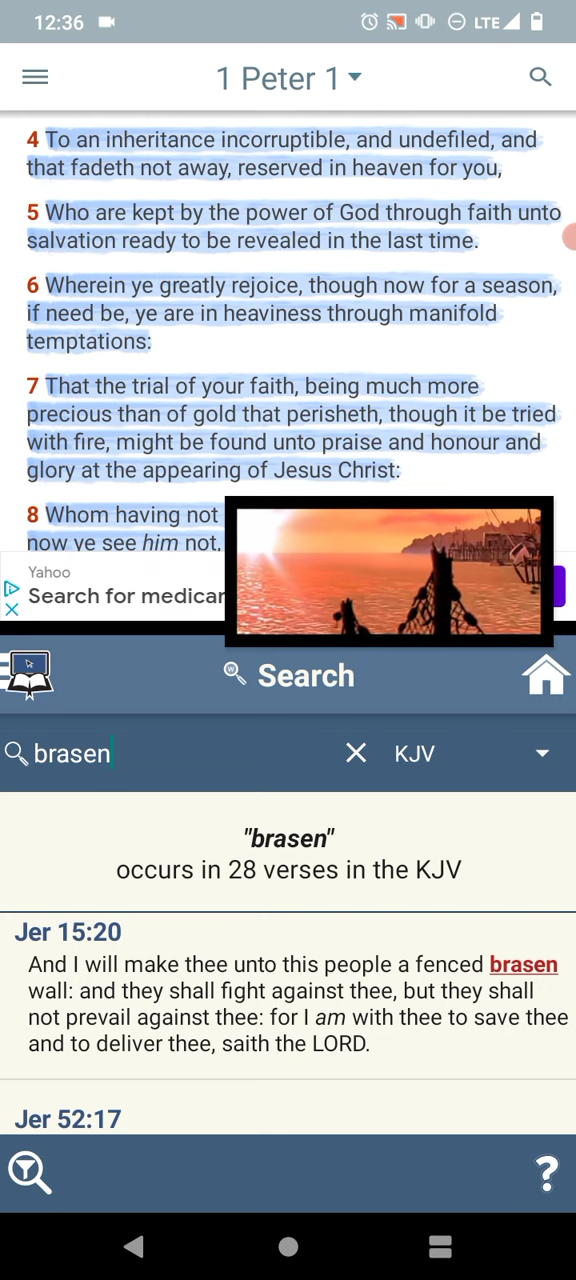 12:36
LTE
1 Peter 1
4 To an inheritance incorruptible, and undefiled, and
that fadeth not away, reserved in heaven for you,
5 Who are kept by the power of God through faith unto
salvation ready to be revealed in the last time.
6 Wherein ye greatly rejoice, though now for a season,
if need be, ye are in heaviness through manifold
temptations:
7 That the trial of your faith, being much more
precious than of gold that perisheth, though it be tried
with fire, might be found unto praise and honour and
glory at the appearing of Jesus Christ:
8 Whom having not
now ye see him not,
Yahoo
Search for medicar
Search
brasen
KJV
"brasen"
occurs in 28 verses in the KJV
Jer 15:20
And I will make thee unto this people a fenced brasen
wall: and they shall fight against thee, but they shall
not prevail against thee: for I am with thee to save thee
and to deliver thee, saith the LORD.
Jer 52:17
?